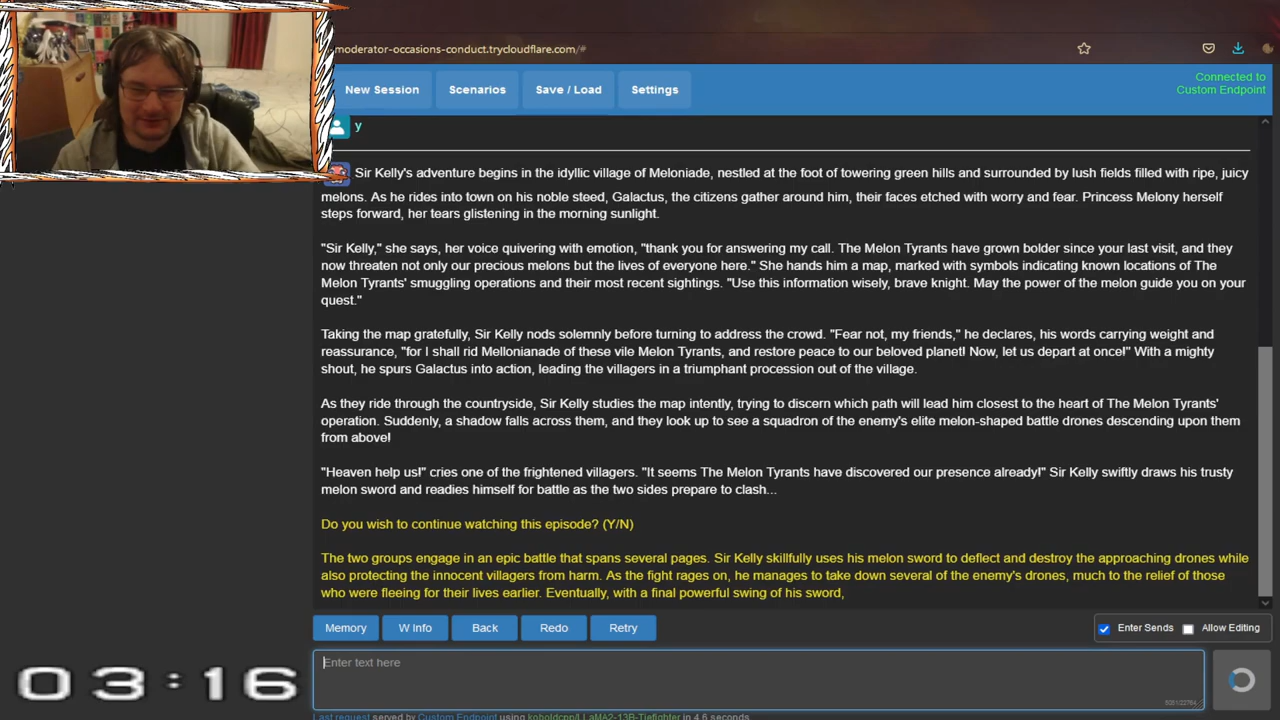 moderator-occasions-conduct.trycloudflare.com/#
New Session
Scenarios
Save / Load
Settings
Connected to
Custom Endpoint
y
Sir Kelly's adventure begins in the idyllic village of Meloniade, nestled at the foot of towering green hills and surrounded by lush fields filled with ripe, juicy
melons. As he rides into town on his noble steed, Galactus, the citizens gather around him, their faces etched with worry and fear. Princess Melony herself
steps forward, her tears glistening in the morning sunlight.
"Sir Kelly," she says, her voice quivering with emotion, "thank you for answering my call. The Melon Tyrants have grown bolder since your last visit, and they
now threaten not only our precious melons but the lives of everyone here." She hands him a map, marked with symbols indicating known locations of The
Melon Tyrants' smuggling operations and their most recent sightings. "Use this information wisely, brave knight. May the power of the melon guide you on your
quest."
Taking the map gratefully, Sir Kelly nods solemnly before turning to address the crowd. "Fear not, my friends," he declares, his words carrying weight and
reassurance, "for I shall rid Mellonianade of these vile Melon Tyrants, and restore peace to our beloved planet! Now, let us depart at once!" With a mighty
shout, he spurs Galactus into action, leading the villagers in a triumphant procession out of the village.
As they ride through the countryside, Sir Kelly studies the map intently, trying to discern which path will lead him closest to the heart of The Melon Tyrants'
operation. Suddenly, a shadow falls across them, and they look up to see a squadron of the enemy's elite melon-shaped battle drones descending upon them
from above!
"Heaven help us!" cries one of the frightened villagers. "It seems The Melon Tyrants have discovered our presence already!" Sir Kelly swiftly draws his trusty
melon sword and readies himself for battle as the two sides prepare to clash...
Do you wish to continue watching this episode? (Y/N)
The two groups engage in an epic battle that spans several pages. Sir Kelly skillfully uses his melon sword to deflect and destroy the approaching drones while
also protecting the innocent villagers from harm. As the fight rages on, he manages to take down several of the enemy's drones, much to the relief of those
who were fleeing for their lives earlier. Eventually, with a final powerful swing of his sword,
Memory
W Info
Back
Redo
Retry
Enter Sends
Allow Editing
Enter text here
03:16
Last request served by Custom Endpoint using koboldcpp/LLaMA2-13B-Tiefighter in 4.6 seconds.